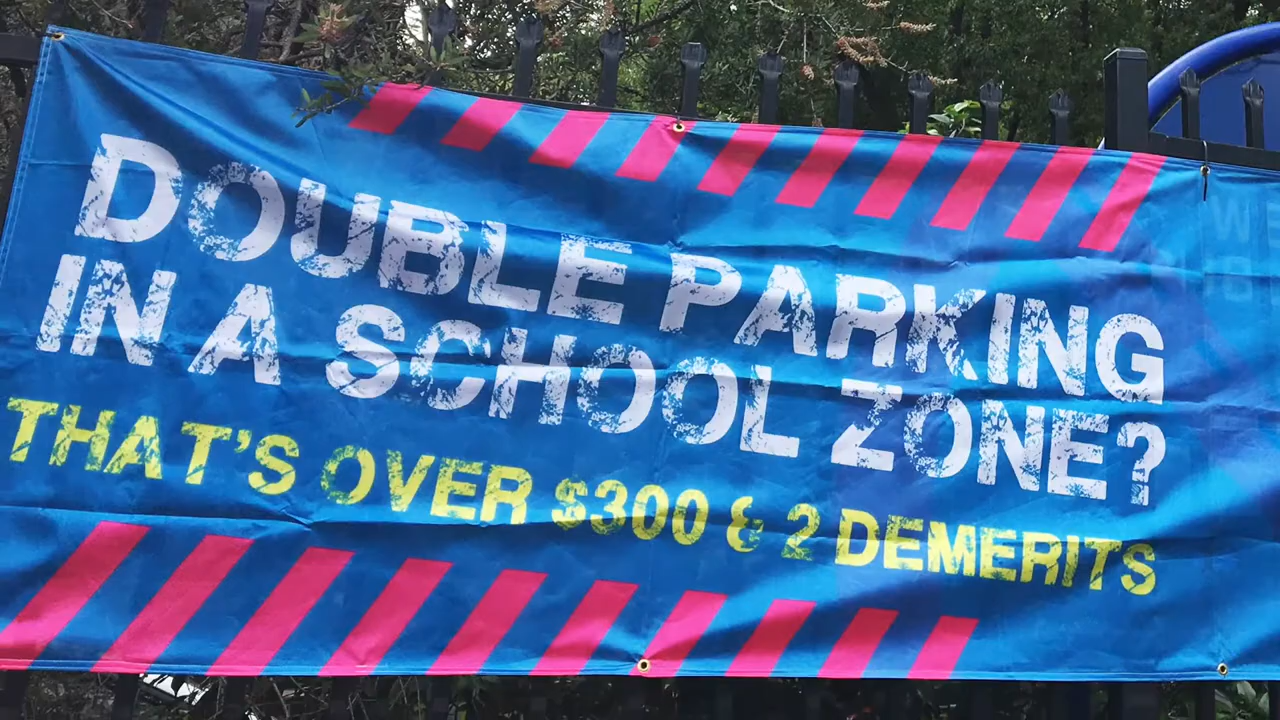 DOUBLE PARKING
IN A SCHOOL ZONE?
THAT'S OVER $300 & 2 DEMERITS